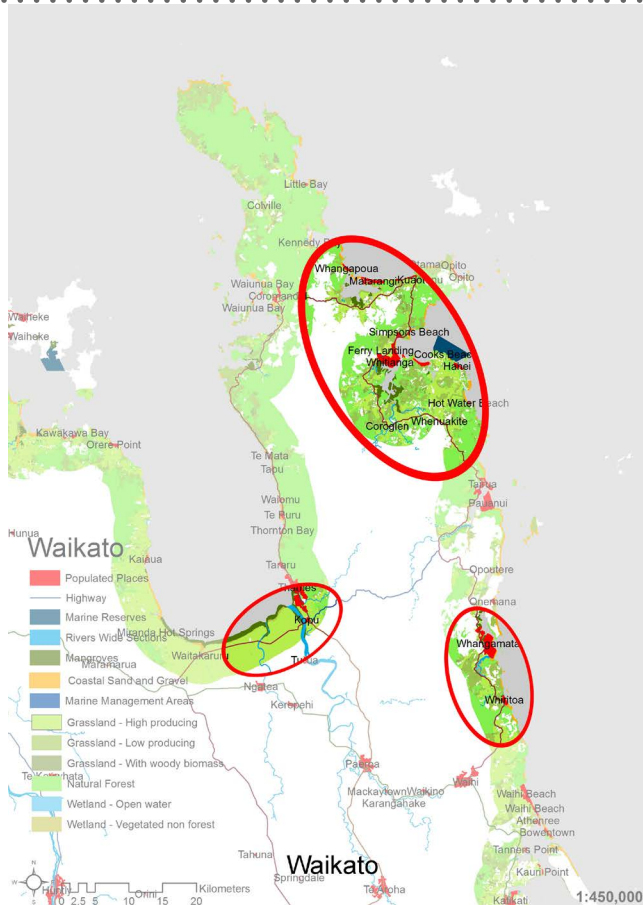 Little Bay
Colville
Kennedy Bay
Whangapoua
Matarangi
Opito
Opito
Waiunua Bay
Waiunua Bay
Waiheke
Waiheke
Simpsons Beach
Ferry Landing
Whitianga
Cooks Beac
Hahei
Hot Water Beach
Coroglen
Whenuakite
Kawakawa Bay
Orere Point
Te Mata
Tapu
Tairua
Pauanui
Waiomu
Te Puru
Thornton Bay
Hunua
Kaiaua
Tararu
Thames
Kopu
Opoutere
Onemana
Whangamata
Whiritoa
Miranda Hot Springs
Waitakaruru
Maramarua
Turua
Ngatea
Kerepehi
Paeroa
Mackaytown
Waikino
Karangahake
Waihi
Waihi Beach
Waihi Beach
Athenree
Bowentown
Tanners Point
Kauri Point
Katikati
Tahuna
Springdale
Te Aroha
Waikato
Waikato
Populated Places
Highway
Marine Reserves
Rivers Wide Sections
Mangroves
Coastal Sand and Gravel
Marine Management Areas
Grassland - High producing
Grassland - Low producing
Grassland - With woody biomass
Natural Forest
Wetland - Open water
Wetland - Vegetated non forest
N
W
0 2.5 5 10 15 20
Kilometers
1:450,000